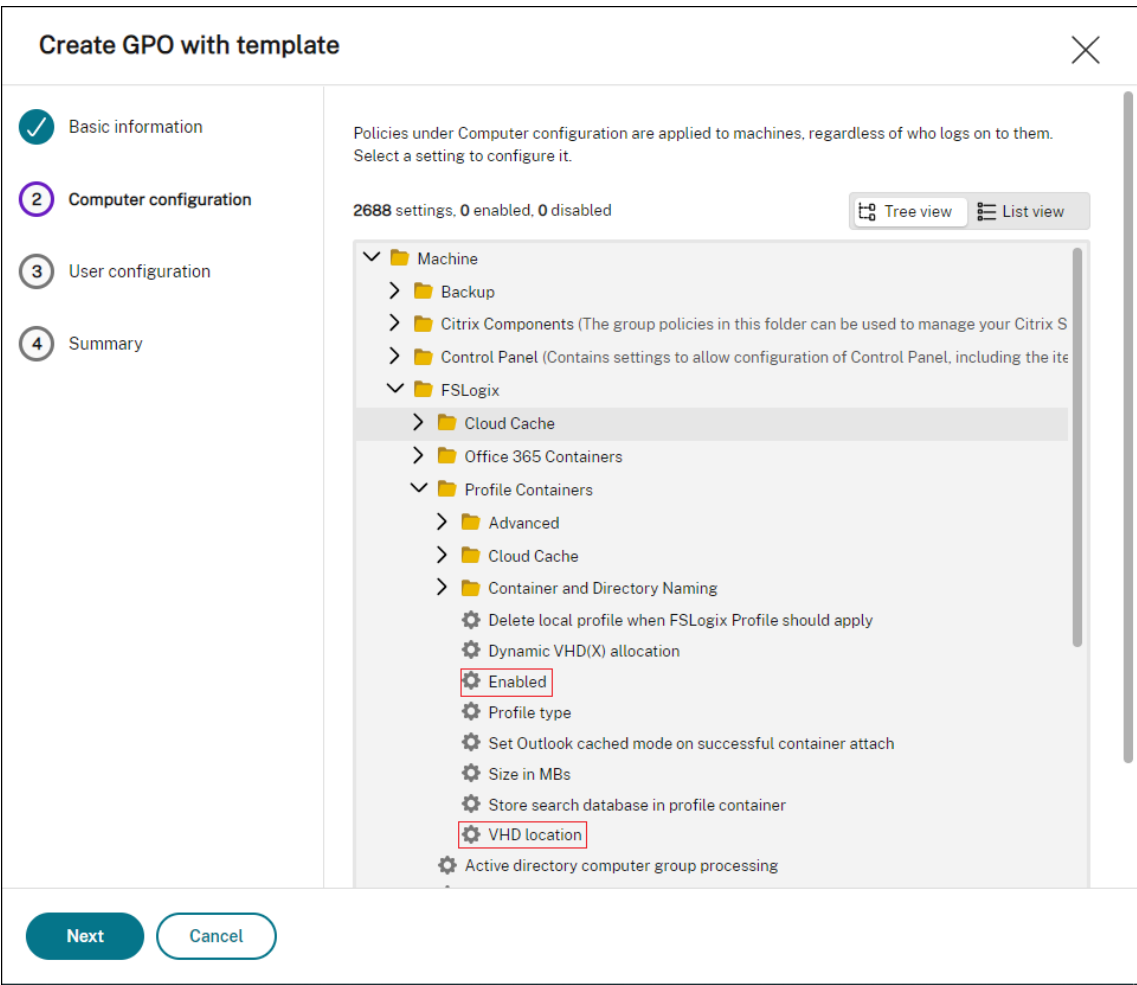 Create GPO with template
Basic information
2 Computer configuration
3 User configuration
4 Summary
Policies under Computer configuration are applied to machines, regardless of who logs on to them.
Select a setting to configure it.
2688 settings, 0 enabled, 0 disabled
Tree view
List view
Machine
Backup
Citrix Components (The group policies in this folder can be used to manage your Citrix S
Control Panel (Contains settings to allow configuration of Control Panel, including the ite
FSLogix
Cloud Cache
Office 365 Containers
Profile Containers
Advanced
Cloud Cache
Container and Directory Naming
Delete local profile when FSLogix Profile should apply
Dynamic VHD(X) allocation
Enabled
Profile type
Set Outlook cached mode on successful container attach
Size in MBs
Store search database in profile container
VHD location
Active directory computer group processing
Next
Cancel